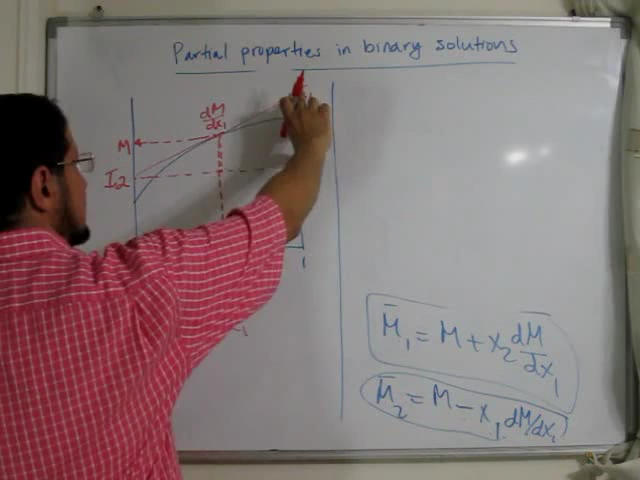 Partial properties in binary solutions
dM/dx₁
M
I2
1
M̄₁ = M + x₂ dM/dx₁
M̄₂ = M - x₁ dM/dx₁